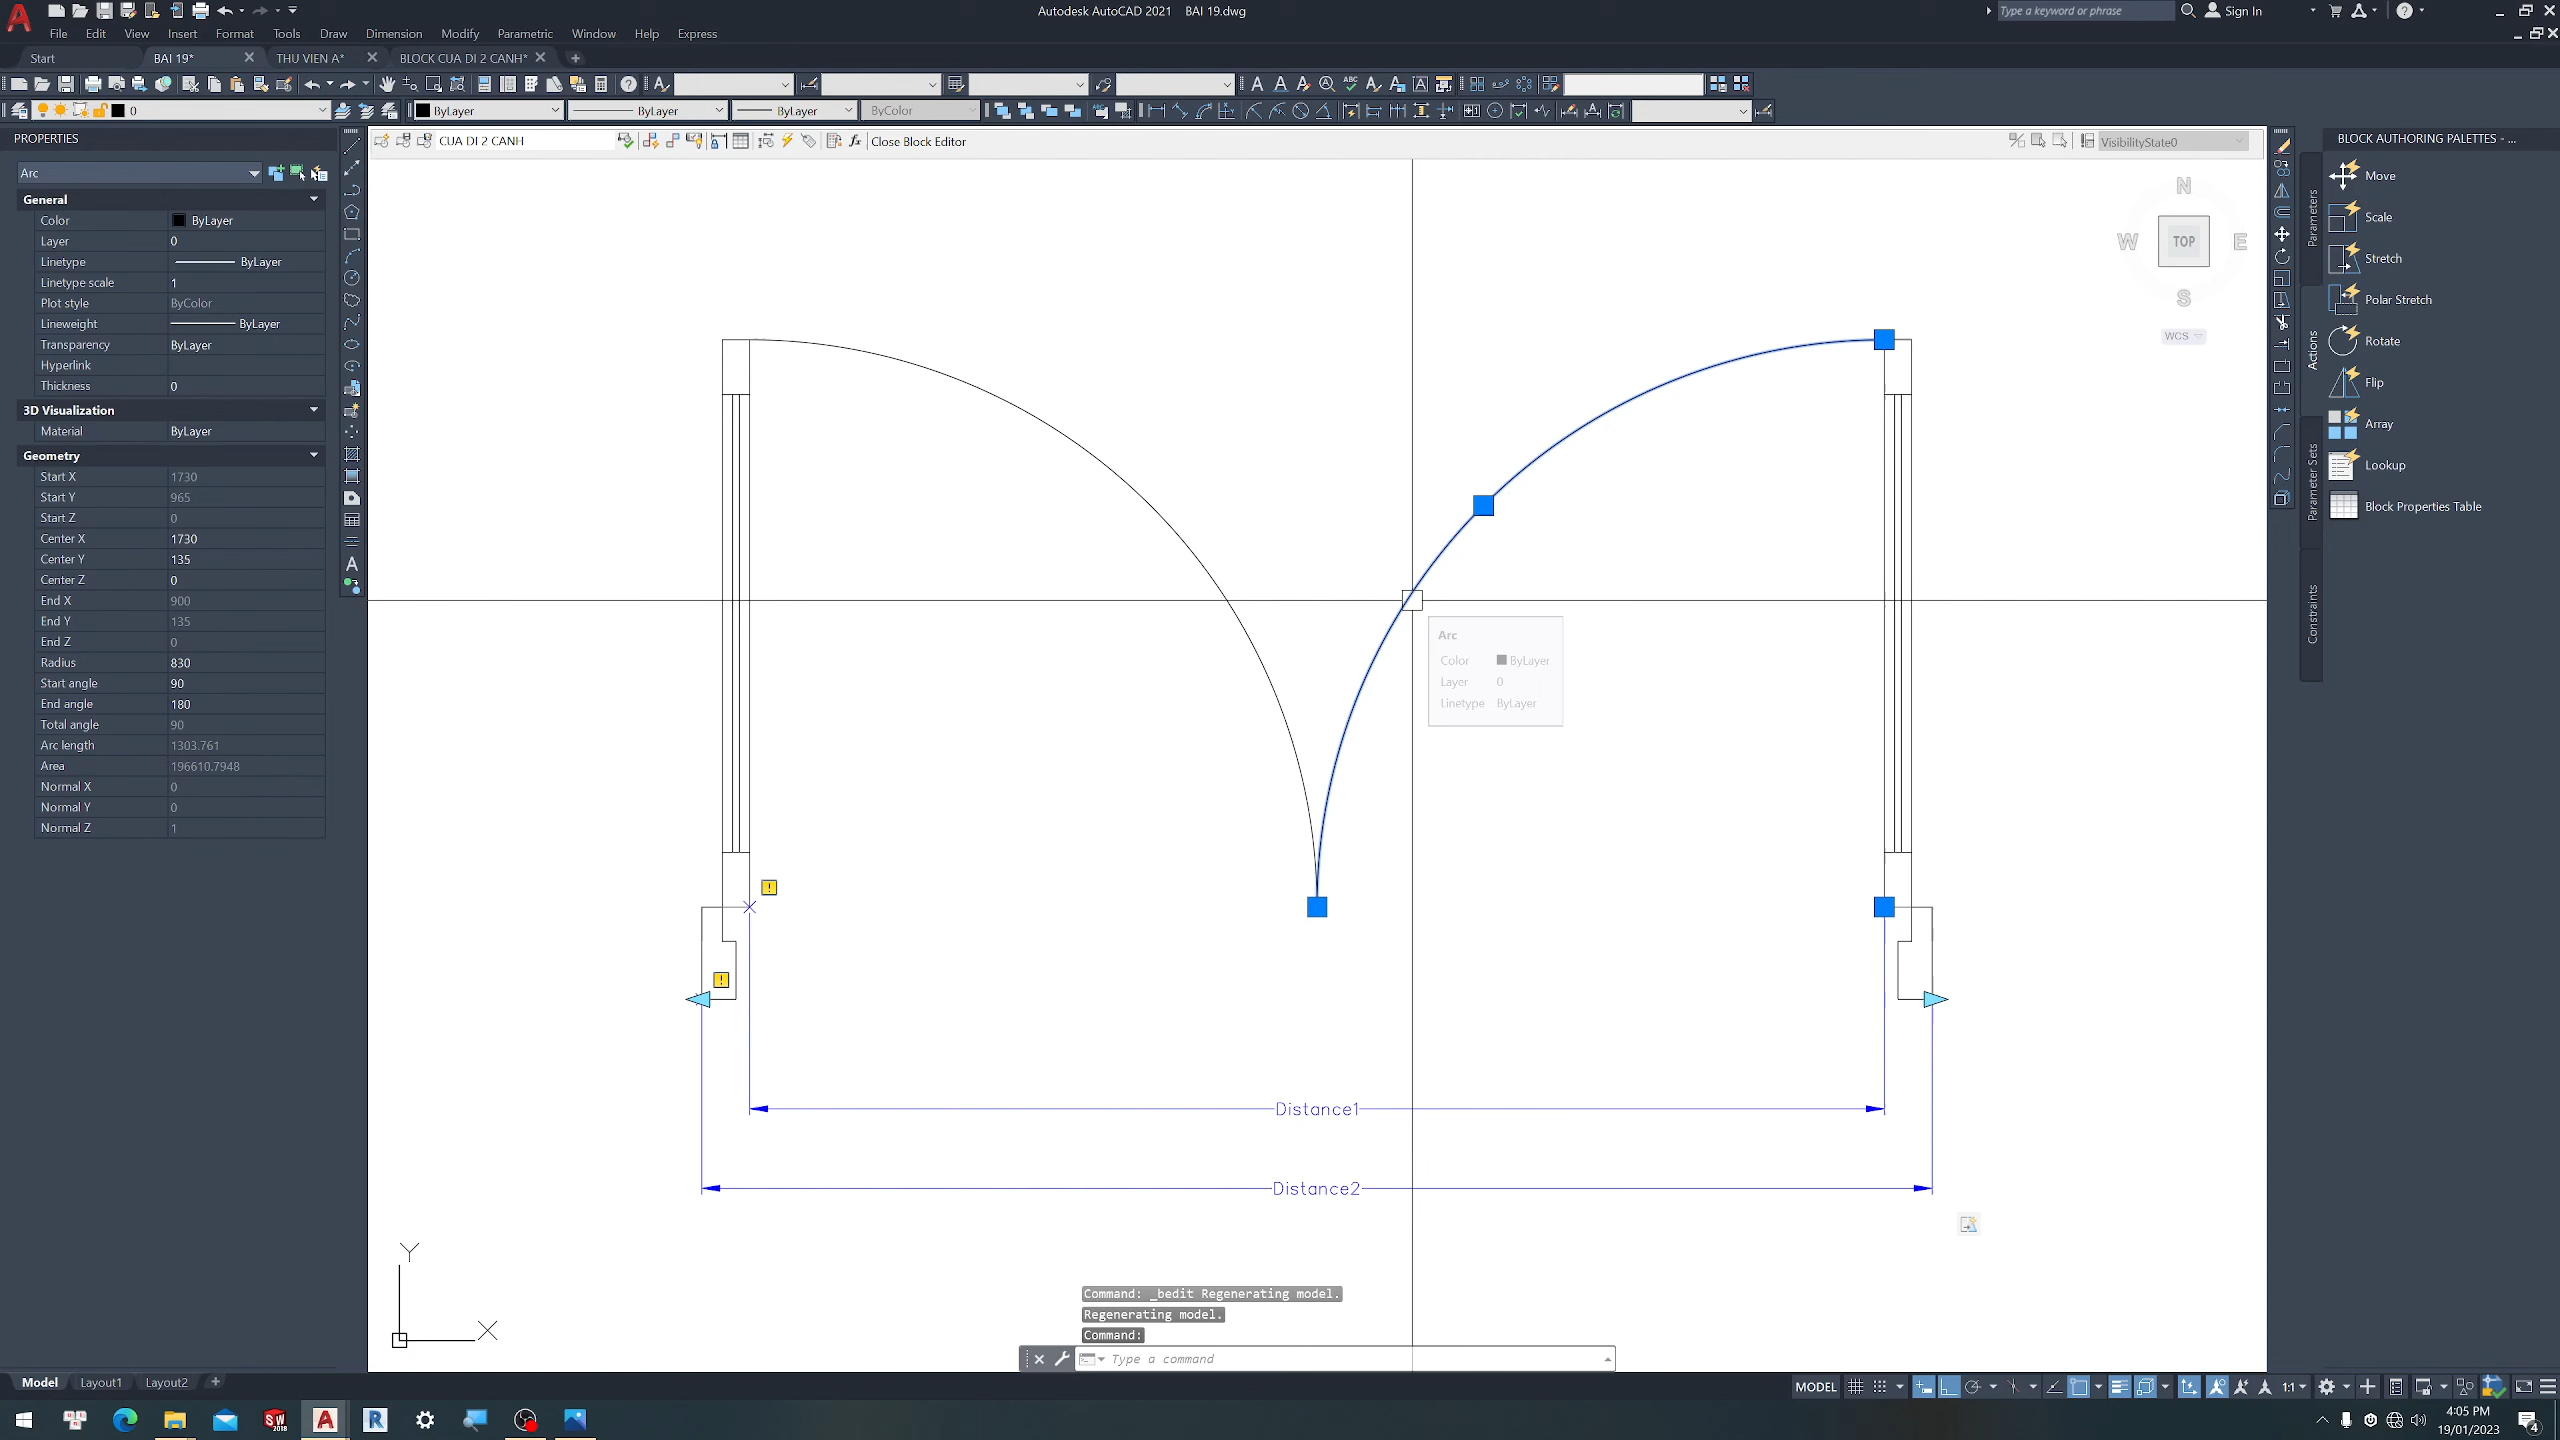 Autodesk AutoCAD 2021 BAI 19.dwg
Type a keyword or phrase
Sign In
File Edit View Insert Format Tools Draw Dimension Modify Parametric Window Help Express
Start BAI 19* THU VIEN A* BLOCK CUA DI 2 CANH*
0 ByLayer ByLayer ByLayer ByColor
PROPERTIES
CUA DI 2 CANH Close Block Editor VisibilityState0
Arc
General
Color ByLayer
Layer 0
Linetype ByLayer
Linetype scale 1
Plot style ByColor
Lineweight ByLayer
Transparency ByLayer
Hyperlink
Thickness 0
3D Visualization
Material ByLayer
Geometry
Start X 1730
Start Y 965
Start Z 0
Center X 1730
Center Y 135
Center Z 0
End X 900
End Y 135
End Z 0
Radius 830
Start angle 90
End angle 180
Total angle 90
Arc length 1303.761
Area 196610.7948
Normal X 0
Normal Y 0
Normal Z 1
N
W TOP E
S
WCS
Arc
Color ByLayer
Layer 0
Linetype ByLayer
Distance1
Distance2
Y
X
Command: _bedit Regenerating model.
Regenerating model.
Command:
Type a command
BLOCK AUTHORING PALETTES - ...
Move
Scale
Stretch
Polar Stretch
Rotate
Flip
Array
Lookup
Block Properties Table
Parameters
Actions
Parameter Sets
Constraints
Model Layout1 Layout2
MODEL 1:1
SW
2018
A
R
4:05 PM
19/01/2023
4